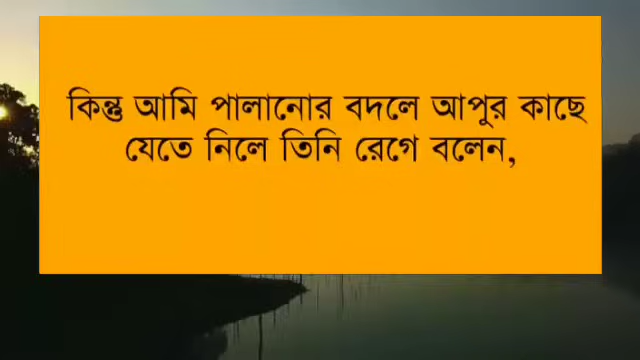 কিন্তু আমি পালানোর বদলে আপুর কাছে
যেতে নিলে তিনি রেগে বলেন,